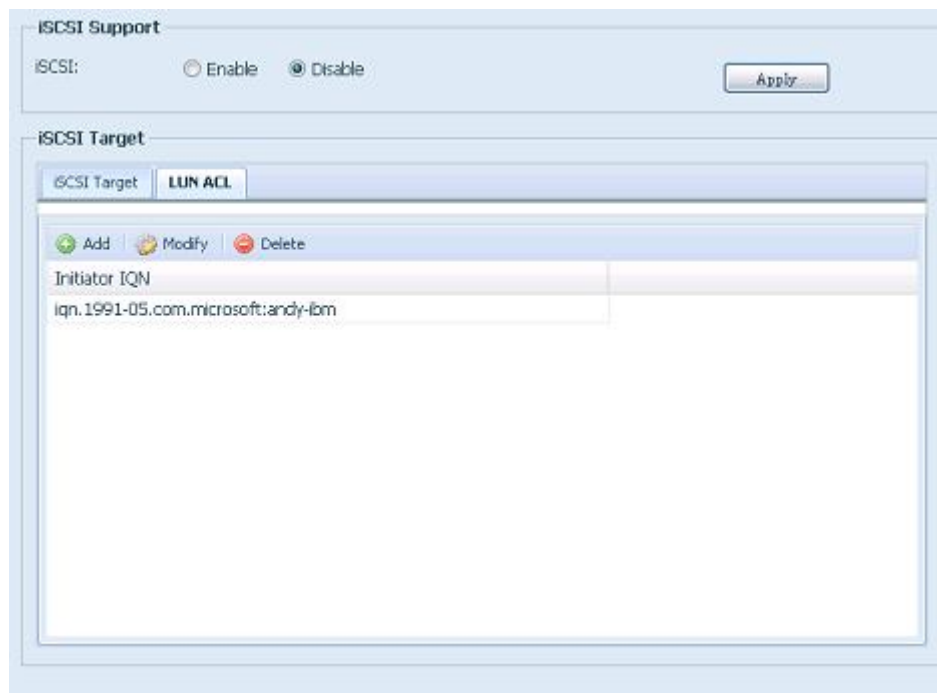 iSCSI Support
iSCSI: Enable Disable Apply
iSCSI Target
iSCSI Target LUN ACL
Add Modify Delete
Initiator IQN
iqn.1991-05.com.microsoft:andy-ibm